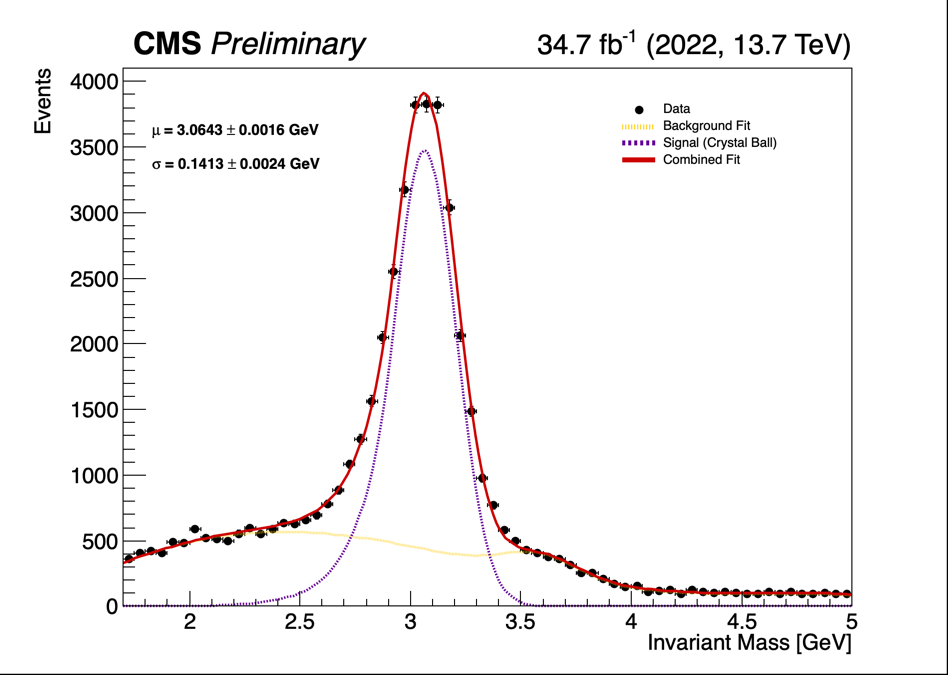 CMS Preliminary 34.7 fb-1 (2022, 13.7 TeV)
Events
4000
3500
3000
2500
2000
1500
1000
500
0
μ = 3.0643 ± 0.0016 GeV
σ = 0.1413 ± 0.0024 GeV
Data
Background Fit
Signal (Crystal Ball)
Combined Fit
2 2.5 3 3.5 4 4.5 5
Invariant Mass [GeV]